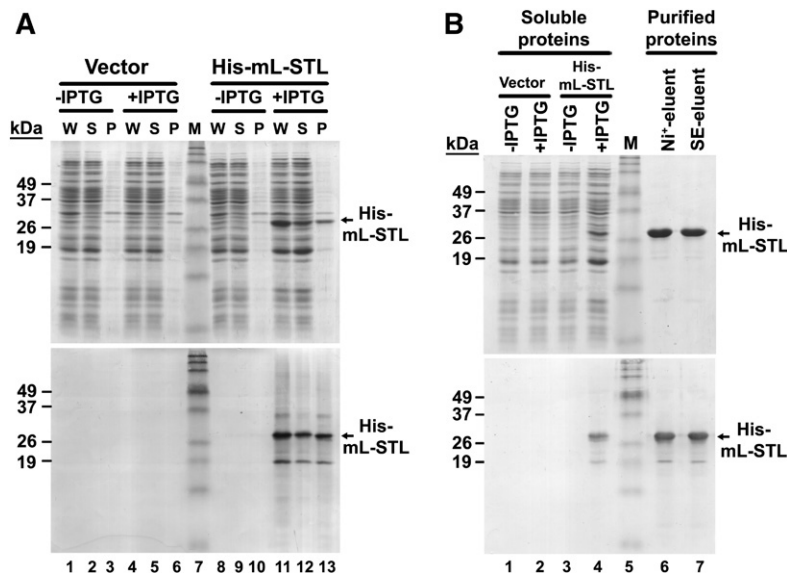 A
Vector
His-mL-STL
-IPTG +IPTG -IPTG +IPTG
kDa W S P W S P M W S P W S P
49
37
26
19
His-
mL-STL
49
37
26
19
His-
mL-STL
1 2 3 4 5 6 7 8 9 10 11 12 13
B
Soluble
proteins
Purified
proteins
Vector
His-
mL-STL
kDa -IPTG +IPTG -IPTG +IPTG M Ni⁺-eluent SE-eluent
49
37
26
19
His-
mL-STL
49
37
26
19
His-
mL-STL
1 2 3 4 5 6 7